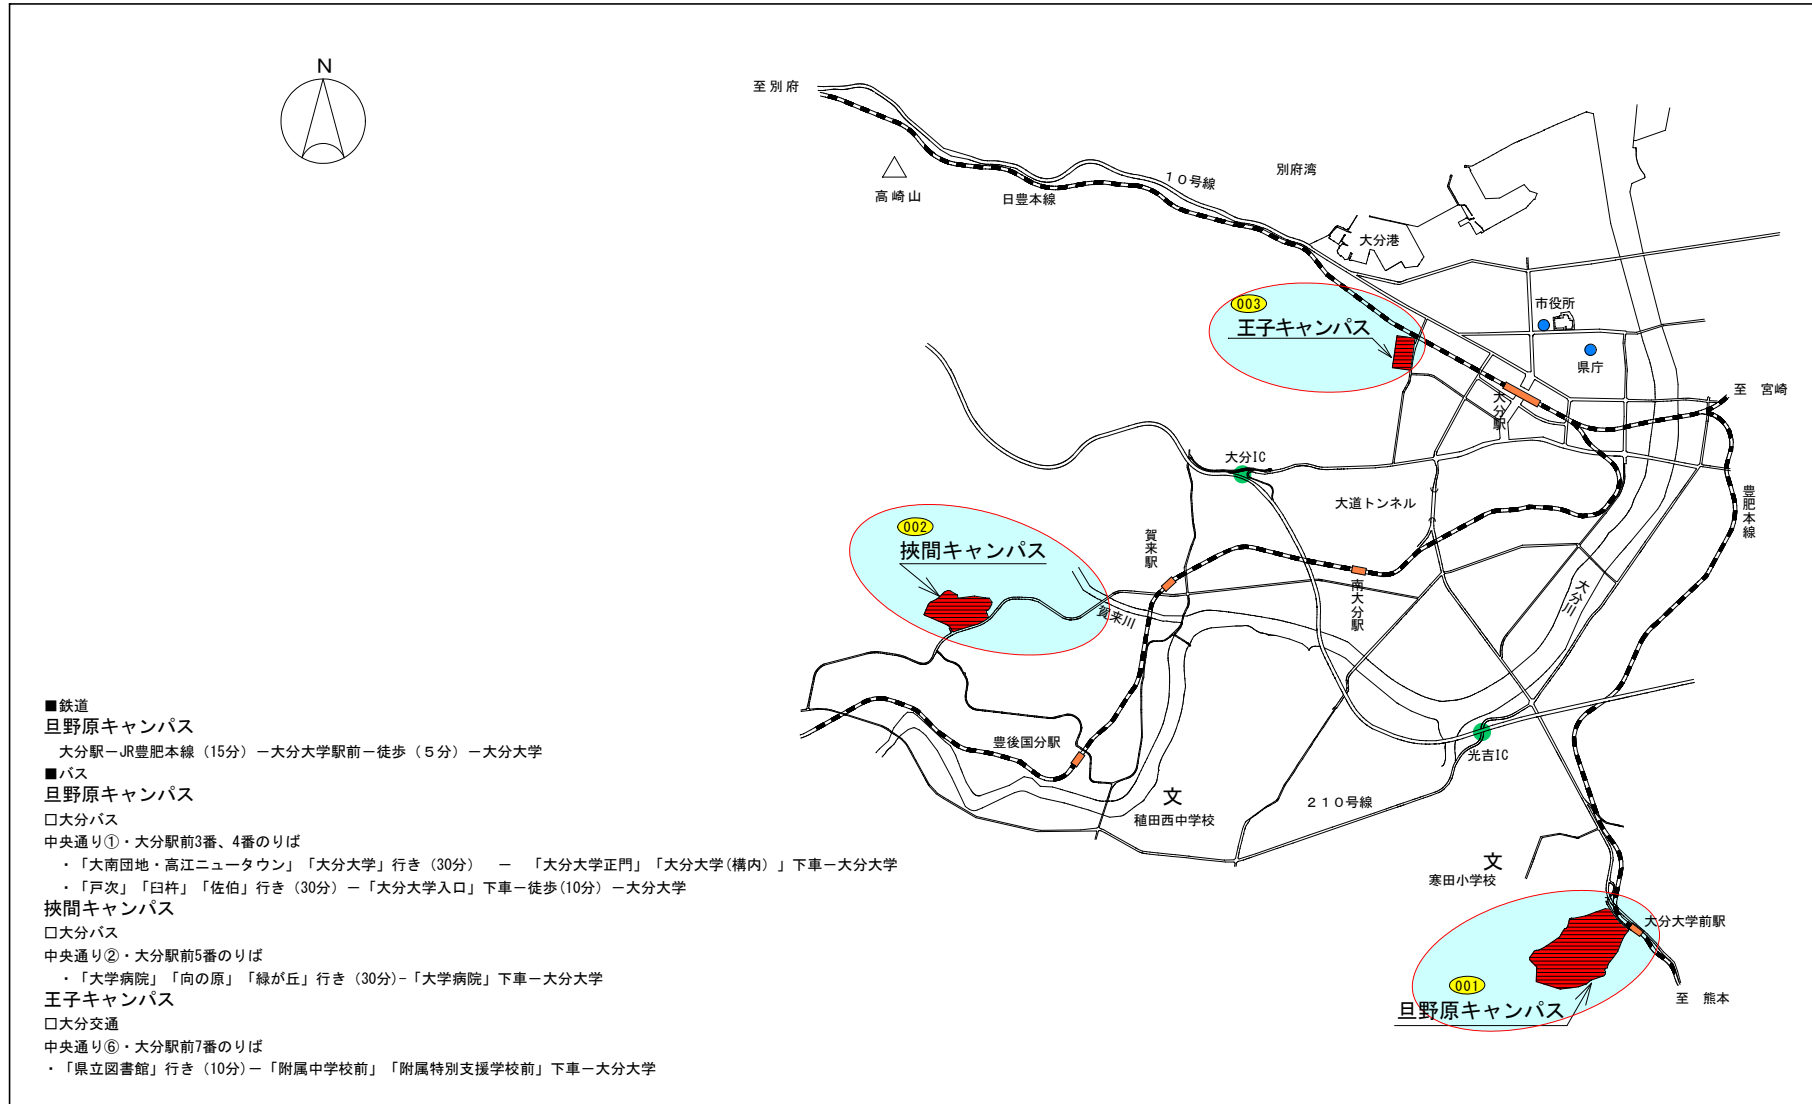 N
至別府
高崎山
日豊本線
10号線
別府湾
大分港
003
王子キャンパス
市役所
県庁
至 宮崎
大分駅
大分IC
大道トンネル
豊肥本線
002
挾間キャンパス
賀来駅
賀来川
南大分駅
大分川
豊後国分駅
光吉IC
210号線
文
稙田西中学校
文
寒田小学校
大分大学前駅
001
旦野原キャンパス
至 熊本
■鉄道
旦野原キャンパス
大分駅－JR豊肥本線（15分）－大分大学駅前－徒歩（５分）－大分大学
■バス
旦野原キャンパス
□大分バス
中央通り①・大分駅前3番、4番のりば
・「大南団地・高江ニュータウン」「大分大学」行き（30分） － 「大分大学正門」「大分大学(構内)」下車－大分大学
・「戸次」「臼杵」「佐伯」行き（30分）－「大分大学入口」下車－徒歩(10分）－大分大学
挾間キャンパス
□大分バス
中央通り②・大分駅前5番のりば
・「大学病院」「向の原」「緑が丘」行き（30分)-「大学病院」下車－大分大学
王子キャンパス
□大分交通
中央通り⑥・大分駅前7番のりば
・「県立図書館」行き（10分)－「附属中学校前」「附属特別支援学校前」下車－大分大学